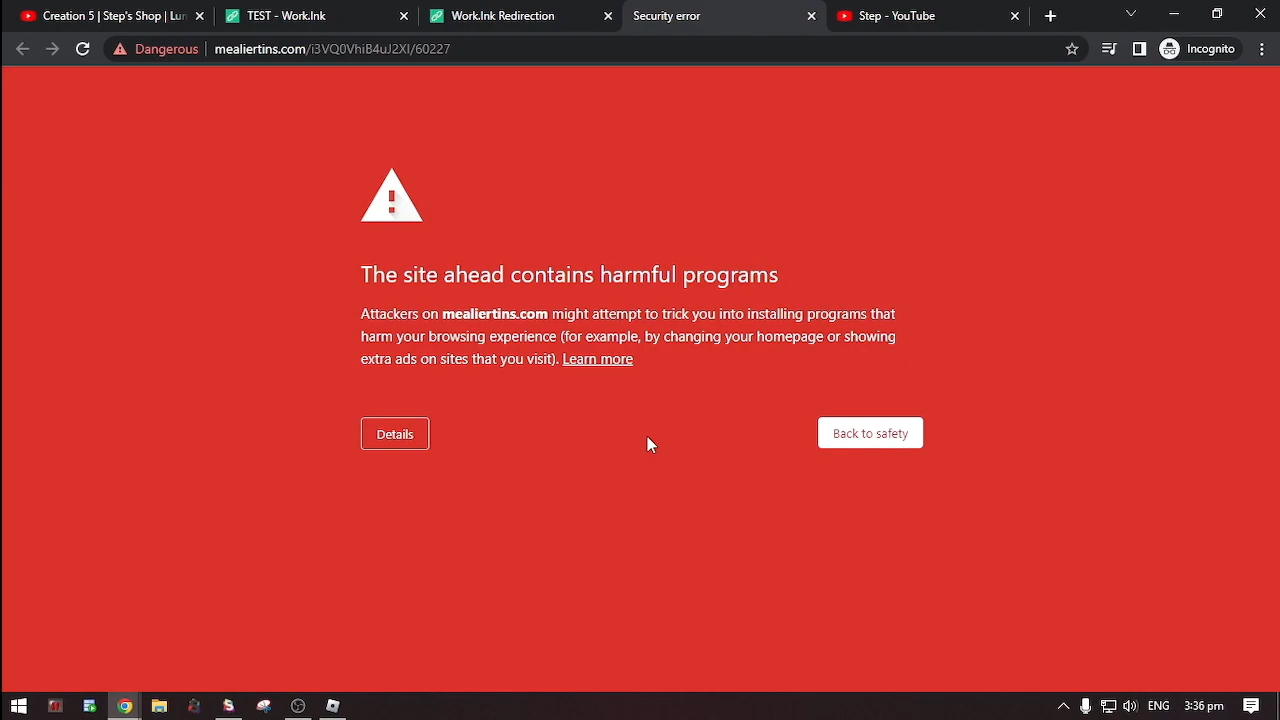 Creation 5 | Step's Shop | Lun
TEST - Work.Ink
Work.Ink Redirection
Security error
Step - YouTube
Dangerous
mealiertins.com/i3VQ0VhiB4uJ2XI/60227
Incognito
The site ahead contains harmful programs
Attackers on mealiertins.com might attempt to trick you into installing programs that
harm your browsing experience (for example, by changing your homepage or showing
extra ads on sites that you visit). Learn more
Details
Back to safety
ENG
3:36 pm